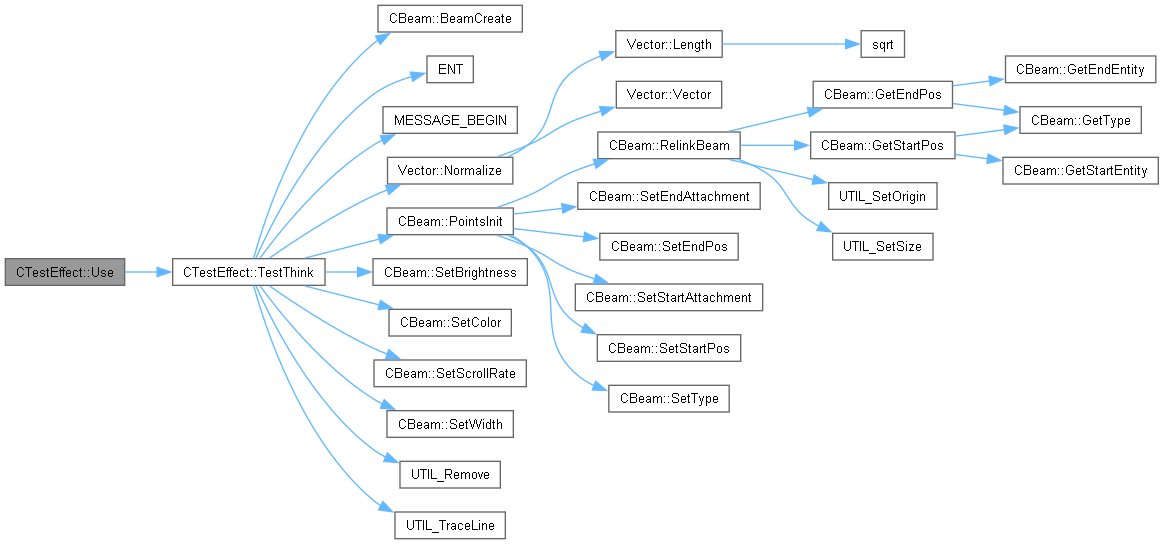 CTestEffect::Use
CTestEffect::TestThink
CBeam::BeamCreate
ENT
MESSAGE_BEGIN
Vector::Normalize
CBeam::PointsInit
CBeam::SetBrightness
CBeam::SetColor
CBeam::SetScrollRate
CBeam::SetWidth
UTIL_Remove
UTIL_TraceLine
Vector::Length
Vector::Vector
CBeam::RelinkBeam
CBeam::SetEndAttachment
CBeam::SetEndPos
CBeam::SetStartAttachment
CBeam::SetStartPos
CBeam::SetType
sqrt
CBeam::GetEndPos
CBeam::GetStartPos
UTIL_SetOrigin
UTIL_SetSize
CBeam::GetEndEntity
CBeam::GetType
CBeam::GetStartEntity